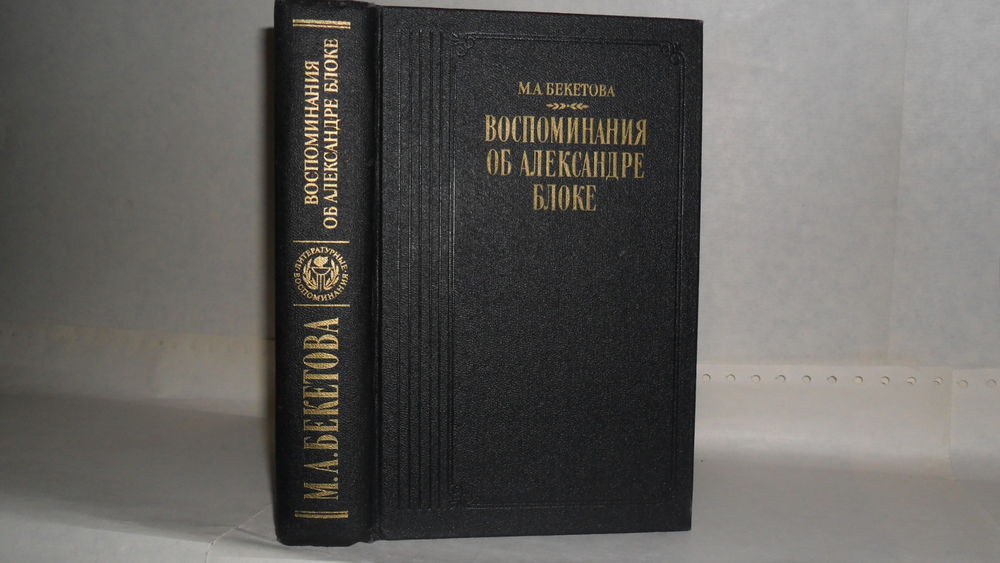 М.А.БЕКЕТОВА
ВОСПОМИНАНИЯ
ОБ АЛЕКСАНДРЕ
БЛОКЕ
М.А.БЕКЕТОВА
ЛИТЕРАТУРНЫЕ
ВОСПОМИНАНИЯ
ВОСПОМИНАНИЯ
ОБ АЛЕКСАНДРЕ БЛОКЕ